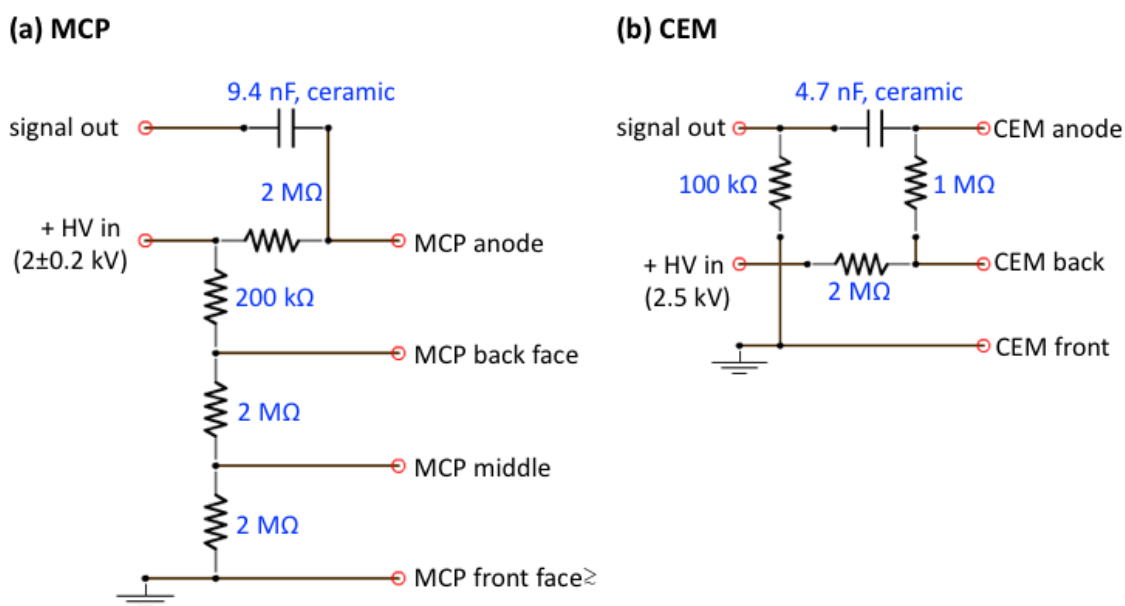 (a) MCP
9.4 nF, ceramic
signal out
2 MΩ
+ HV in
(2±0.2 kV)
MCP anode
200 kΩ
MCP back face
2 MΩ
MCP middle
2 MΩ
MCP front face≥
(b) CEM
4.7 nF, ceramic
signal out
CEM anode
100 kΩ
1 MΩ
+ HV in
(2.5 kV)
CEM back
2 MΩ
CEM front